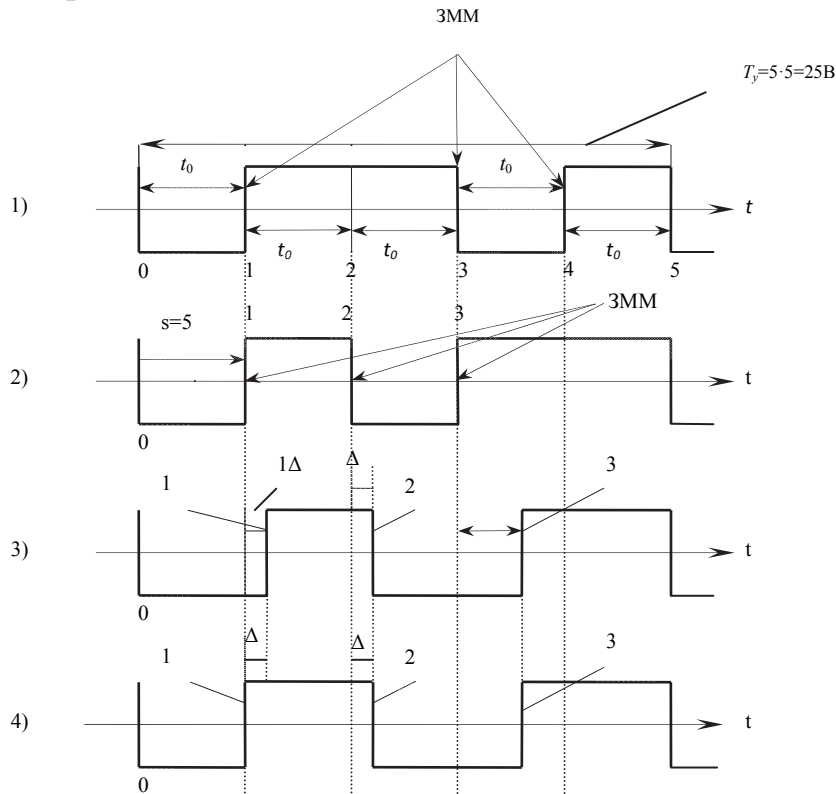 ЗММ
Tу=5·5=25В
t0 t0
1) t
t0 t0 t0
0 1 2 3 4 5
s=5 1 2 3 ЗММ
2) t
0
1 1Δ Δ 2 3
3) t
0
1 Δ Δ 2 3
4) t
0